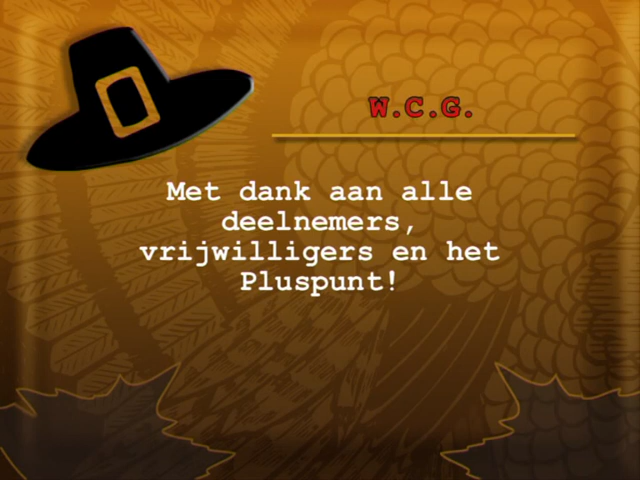 W.C.G.
Met dank aan alle
deelnemers,
vrijwilligers en het
Pluspunt!